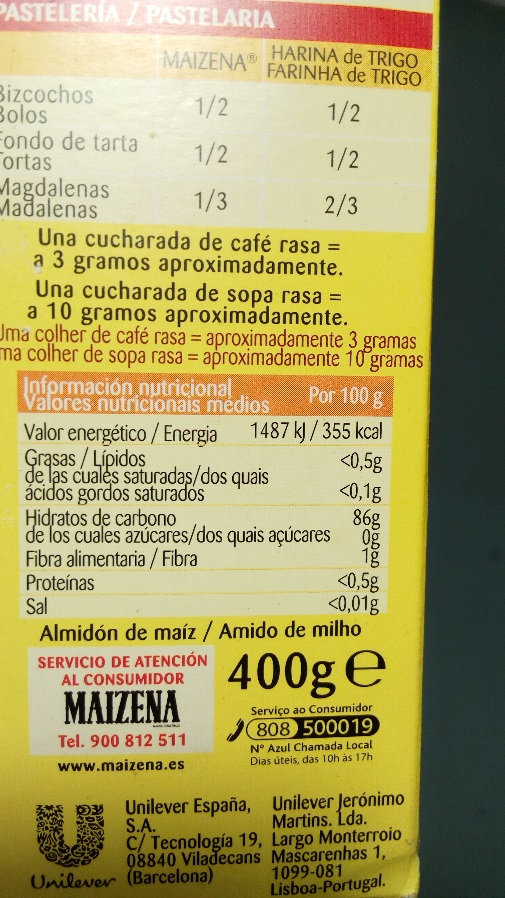 PASTELERÍA / PASTELARIA
MAIZENA® HARINA de TRIGO
FARINHA de TRIGO
Bizcochos
Bolos 1/2 1/2
Fondo de tarta
Tortas 1/2 1/2
Magdalenas
Madalenas 1/3 2/3
Una cucharada de café rasa =
a 3 gramos aproximadamente.
Una cucharada de sopa rasa =
a 10 gramos aproximadamente.
Uma colher de café rasa = aproximadamente 3 gramas
ma colher de sopa rasa = aproximadamente 10 gramas
Información nutricional
Valores nutricionais médios Por 100 g
Valor energético / Energia 1487 kJ / 355 kcal
Grasas / Lípidos <0,5g
de las cuales saturadas/dos quais
ácidos gordos saturados <0,1g
Hidratos de carbono 86g
de los cuales azúcares/dos quais açúcares 0g
Fibra alimentaria / Fibra 1g
Proteínas <0,5g
Sal <0,01g
Almidón de maíz / Amido de milho
SERVICIO DE ATENCIÓN
AL CONSUMIDOR
MAIZENA
Tel. 900 812 511
www.maizena.es
400g e
Serviço ao Consumidor
808 500019
Nº Azul Chamada Local
Dias úteis, das 10h às 17h
Unilever
Unilever España,
S.A.
C/ Tecnología 19,
08840 Viladecans
(Barcelona)
Unilever Jerónimo
Martins. Lda.
Largo Monterroio
Mascarenhas 1,
1099-081
Lisboa-Portugal.